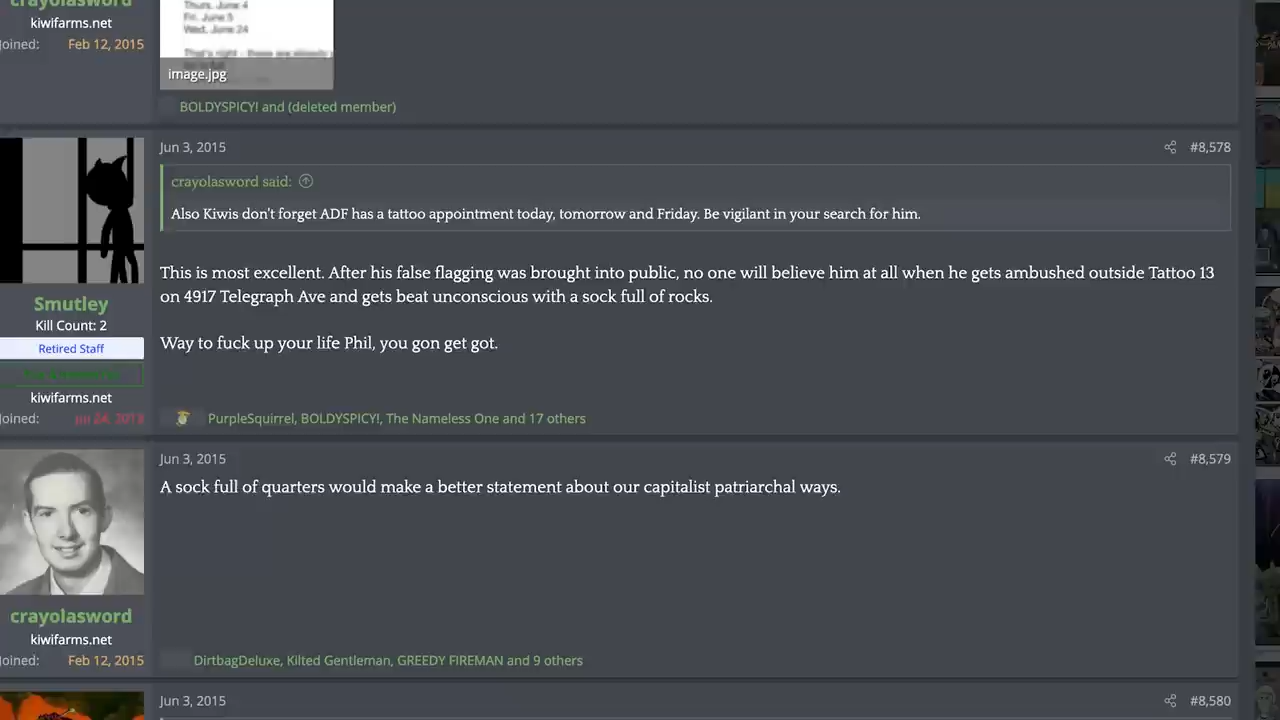 crayolasword
kiwifarms.net
Joined: Feb 12, 2015
Thurs, June 4
Fri, June 5
Wed, June 24
image.jpg
BOLDYSPICY! and (deleted member)
Jun 3, 2015 #8,578
crayolasword said:
Also Kiwis don't forget ADF has a tattoo appointment today, tomorrow and Friday. Be vigilant in your search for him.
This is most excellent. After his false flagging was brought into public, no one will believe him at all when he gets ambushed outside Tattoo 13
on 4917 Telegraph Ave and gets beat unconscious with a sock full of rocks.
Way to fuck up your life Phil, you gon get got.
Smutley
Kill Count: 2
Retired Staff
kiwifarms.net
Joined:
PurpleSquirrel, BOLDYSPICY!, The Nameless One and 17 others
Jun 3, 2015 #8,579
A sock full of quarters would make a better statement about our capitalist patriarchal ways.
crayolasword
kiwifarms.net
Joined: Feb 12, 2015
DirtbagDeluxe, Kilted Gentleman, GREEDY FIREMAN and 9 others
Jun 3, 2015 #8,580